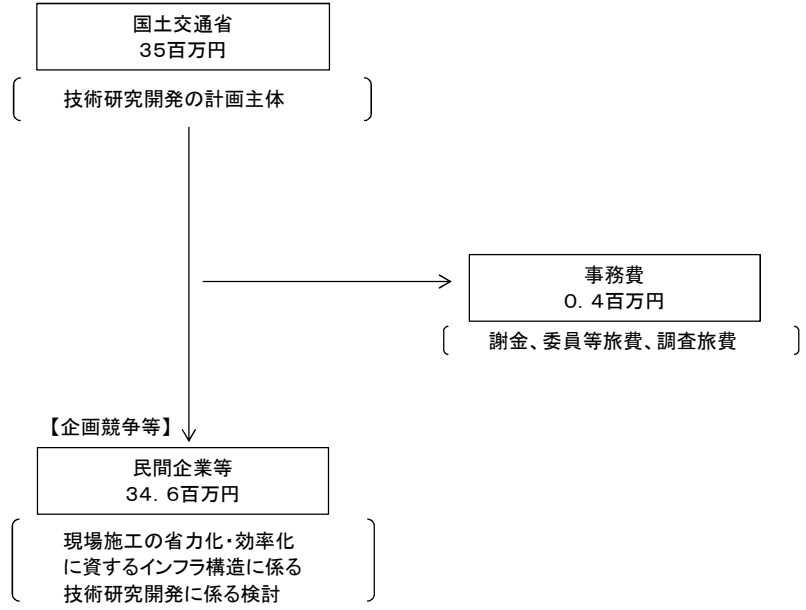 国土交通省
35百万円
技術研究開発の計画主体
事務費
0.4百万円
謝金、委員等旅費、調査旅費
【企画競争等】
民間企業等
34.6百万円
現場施工の省力化・効率化
に資するインフラ構造に係る
技術研究開発に係る検討